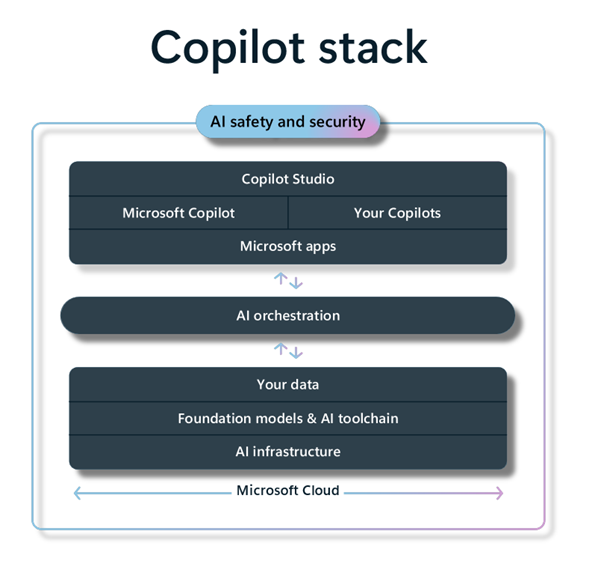 Copilot stack
AI safety and security
Copilot Studio
Microsoft Copilot
Your Copilots
Microsoft apps
AI orchestration
Your data
Foundation models & AI toolchain
AI infrastructure
Microsoft Cloud